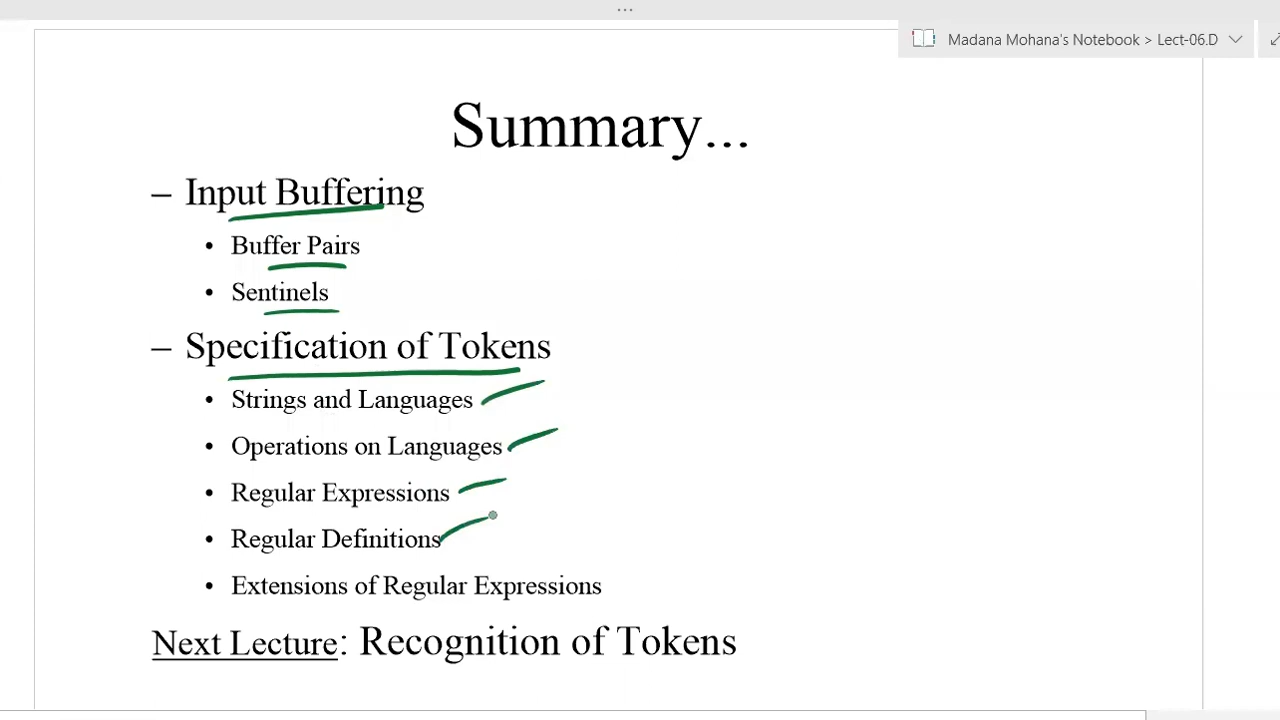 ...
Madana Mohana's Notebook > Lect-06.D
Summary...
– Input Buffering
• Buffer Pairs
• Sentinels
– Specification of Tokens
• Strings and Languages
• Operations on Languages
• Regular Expressions
• Regular Definitions
• Extensions of Regular Expressions
Next Lecture: Recognition of Tokens